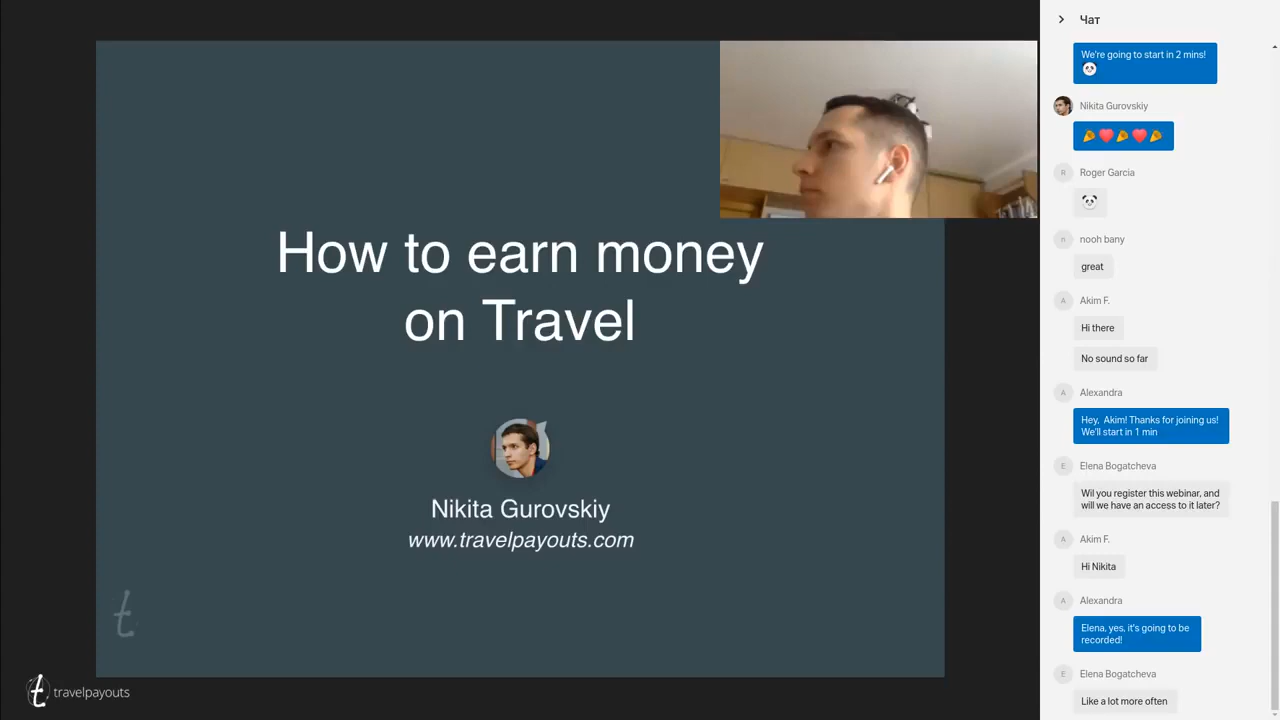 How to earn money
on Travel
Nikita Gurovskiy
www.travelpayouts.com
t
travelpayouts
Чат
We're going to start in 2 mins!
Nikita Gurovskiy
R
Roger Garcia
n
nooh bany
great
A
Akim F.
Hi there
No sound so far
A
Alexandra
Hey, Akim! Thanks for joining us!
We'll start in 1 min
E
Elena Bogatcheva
Wil you register this webinar, and
will we have an access to it later?
A
Akim F.
Hi Nikita
A
Alexandra
Elena, yes, it's going to be
recorded!
E
Elena Bogatcheva
Like a lot more often